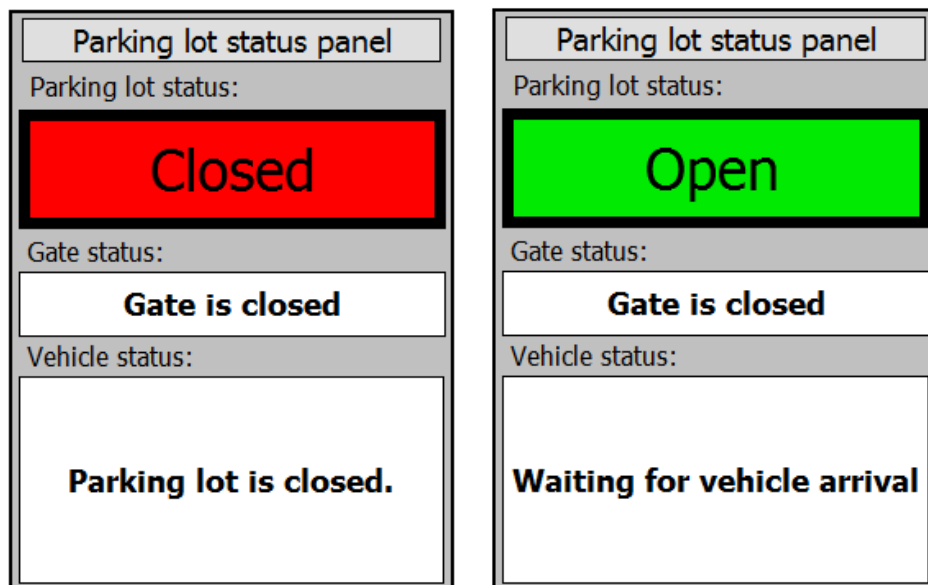 Parking lot status panel
Parking lot status:
Closed
Gate status:
Gate is closed
Vehicle status:
Parking lot is closed.
Parking lot status panel
Parking lot status:
Open
Gate status:
Gate is closed
Vehicle status:
Waiting for vehicle arrival